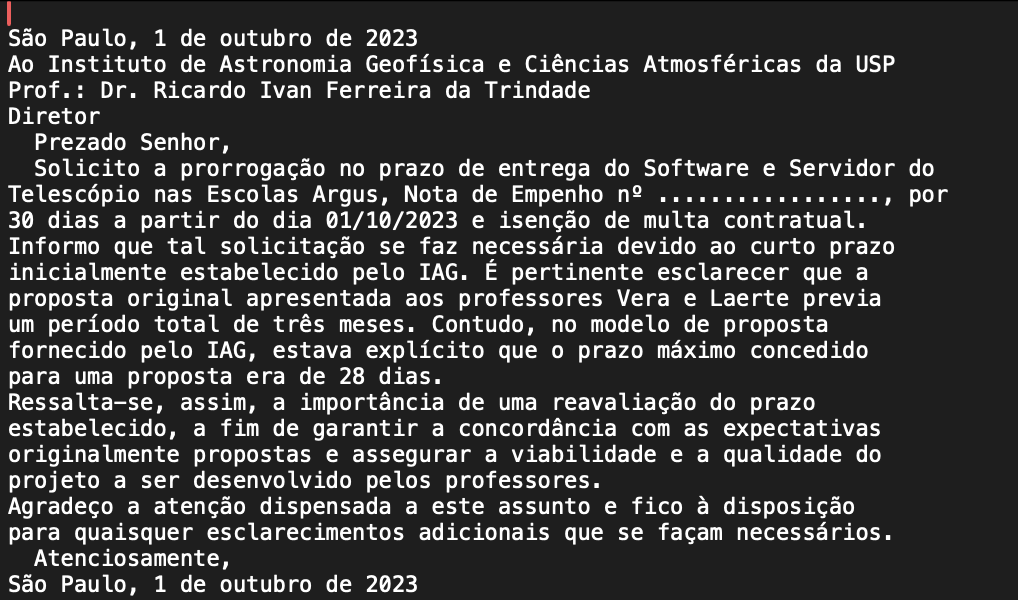 São Paulo, 1 de outubro de 2023
Ao Instituto de Astronomia Geofísica e Ciências Atmosféricas da USP
Prof.: Dr. Ricardo Ivan Ferreira da Trindade
Diretor
Prezado Senhor,
Solicito a prorrogação no prazo de entrega do Software e Servidor do
Telescópio nas Escolas Argus, Nota de Empenho nº ................., por
30 dias a partir do dia 01/10/2023 e isenção de multa contratual.
Informo que tal solicitação se faz necessária devido ao curto prazo
inicialmente estabelecido pelo IAG. É pertinente esclarecer que a
proposta original apresentada aos professores Vera e Laerte previa
um período total de três meses. Contudo, no modelo de proposta
fornecido pelo IAG, estava explícito que o prazo máximo concedido
para uma proposta era de 28 dias.
Ressalta-se, assim, a importância de uma reavaliação do prazo
estabelecido, a fim de garantir a concordância com as expectativas
originalmente propostas e assegurar a viabilidade e a qualidade do
projeto a ser desenvolvido pelos professores.
Agradeço a atenção dispensada a este assunto e fico à disposição
para quaisquer esclarecimentos adicionais que se façam necessários.
Atenciosamente,
São Paulo, 1 de outubro de 2023